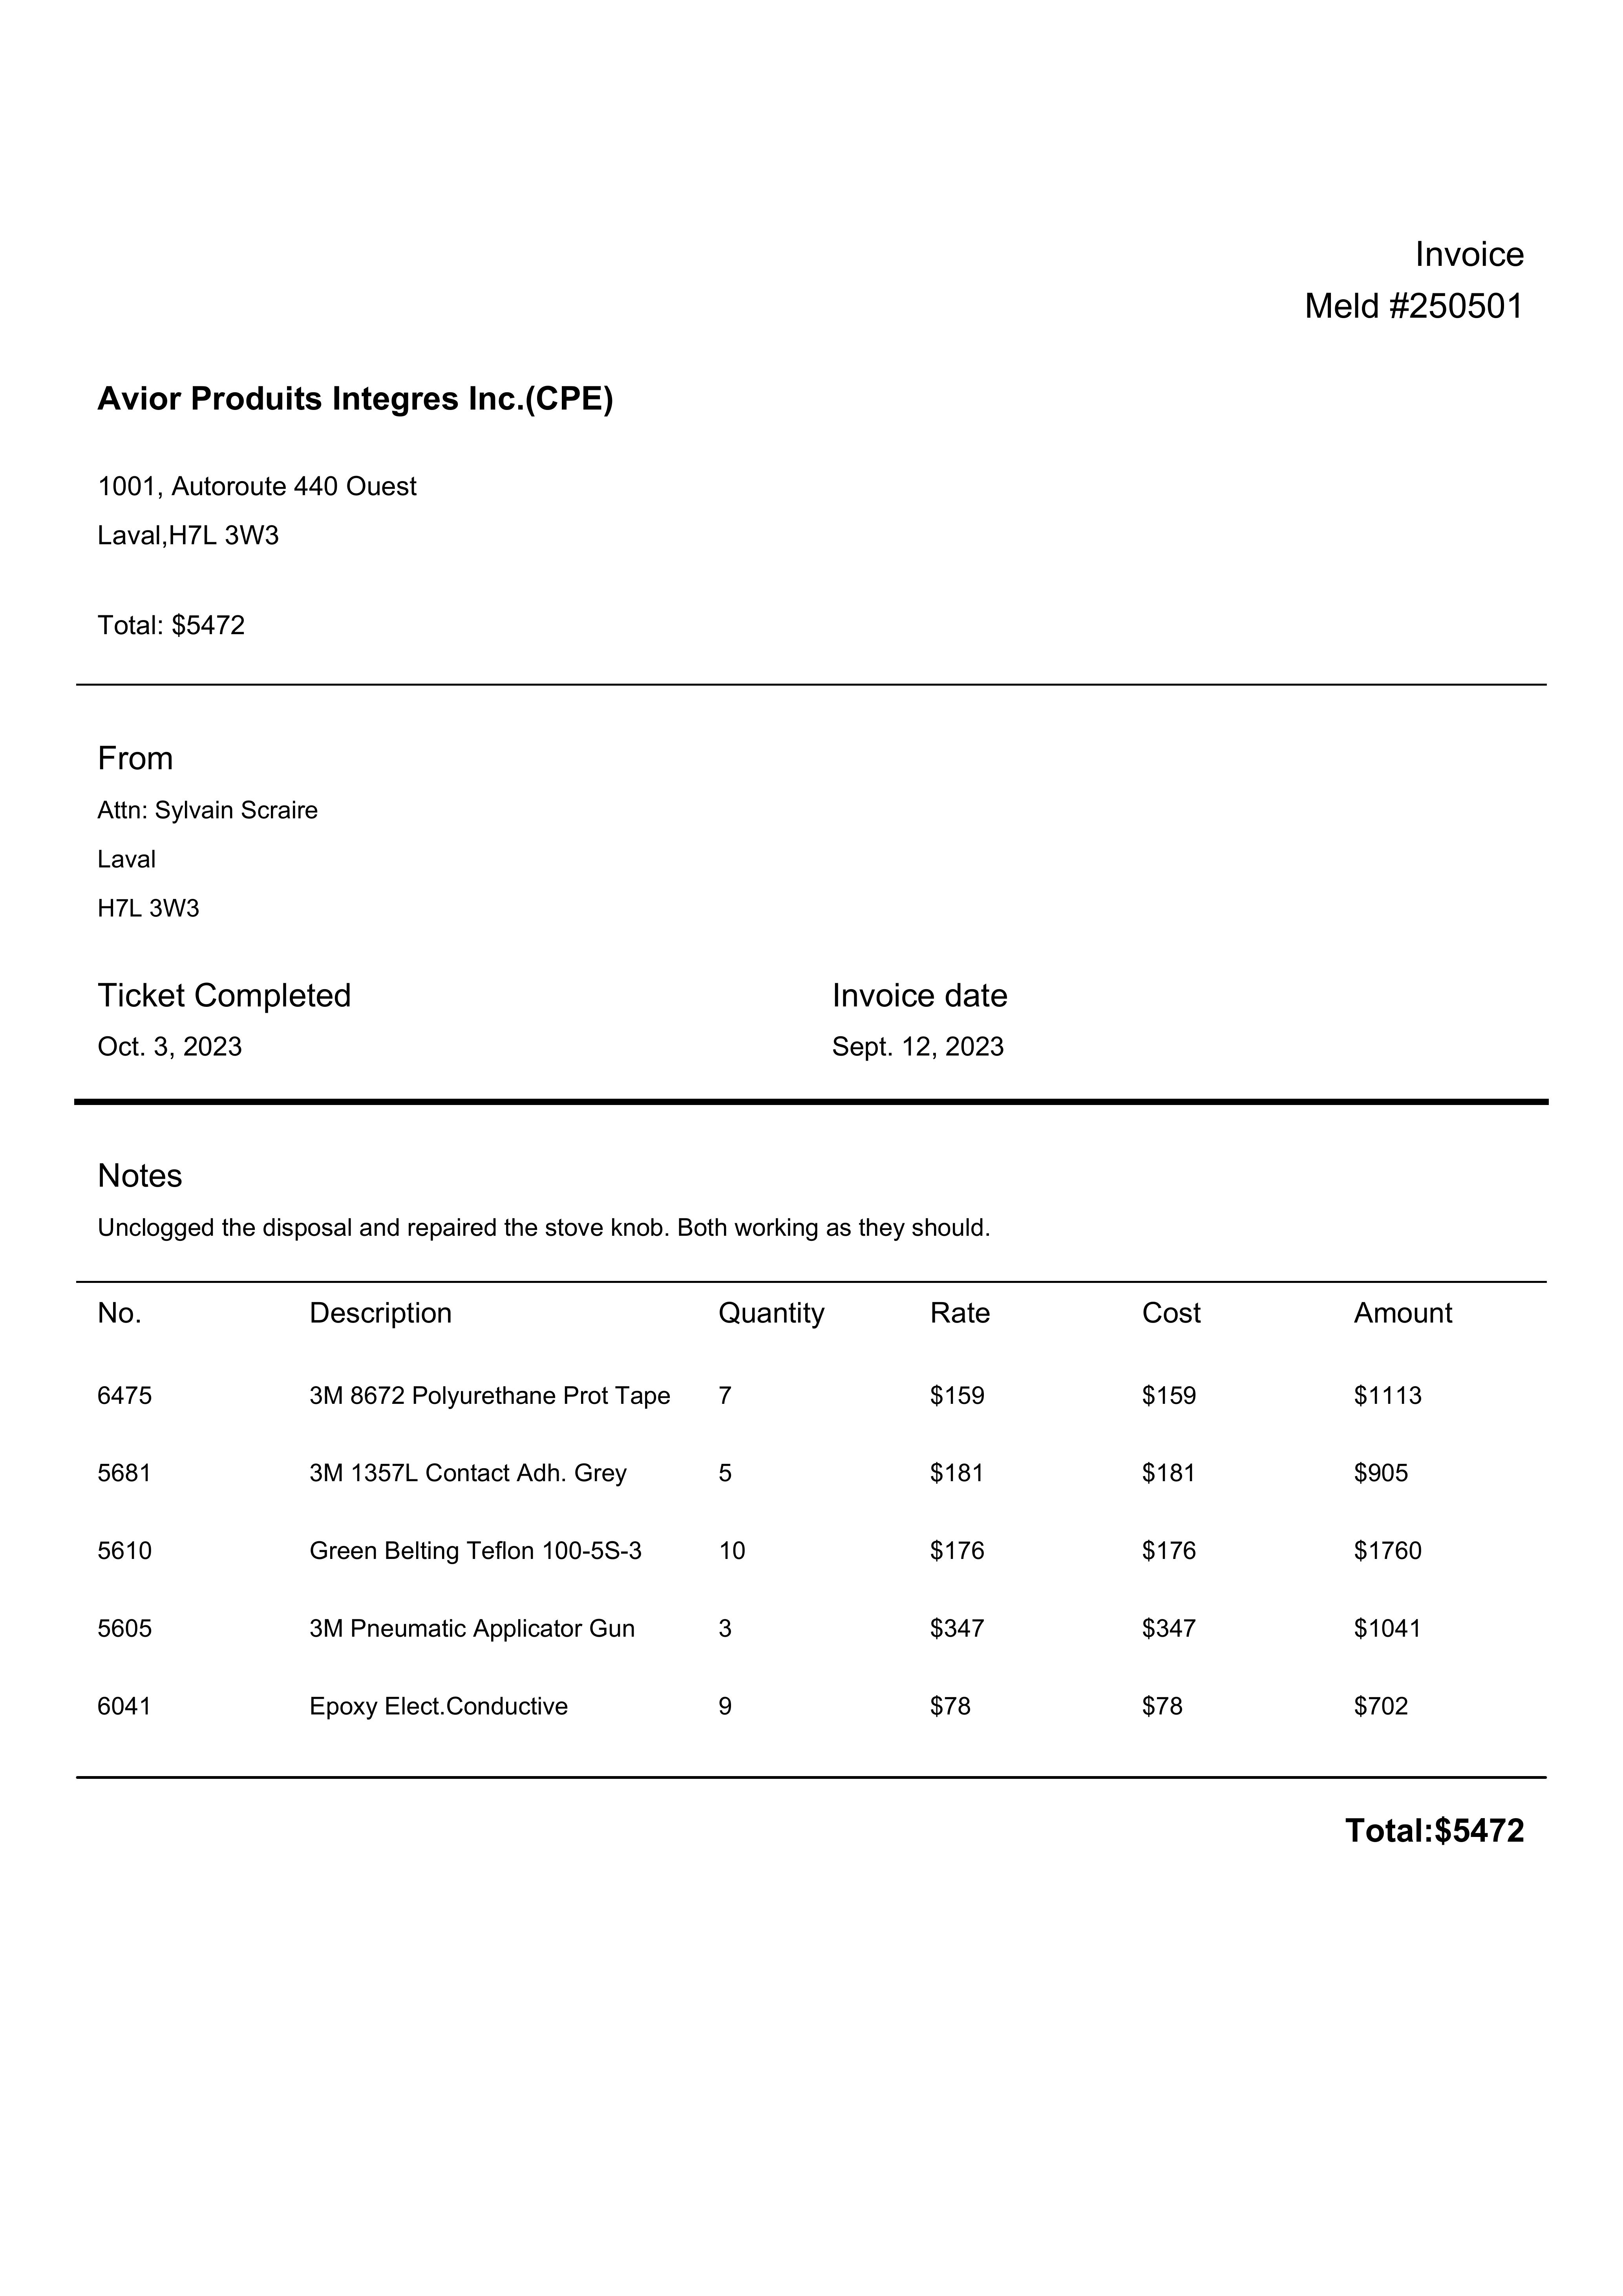 Invoice
Meld #250501
Avior Produits Integres Inc.(CPE)
1001, Autoroute 440 Ouest
Laval,H7L 3W3
Total: $5472
From
Attn: Sylvain Scraire
Laval
H7L 3W3
Ticket Completed Invoice date
Oct. 3, 2023 Sept. 12, 2023
Notes
Unclogged the disposal and repaired the stove knob. Both working as they should.
No. Description Quantity Rate Cost Amount
6475 3M 8672 Polyurethane Prot Tape 7 $159 $159 $1113
5681 3M 1357L Contact Adh. Grey 5 $181 $181 $905
5610 Green Belting Teflon 100-5S-3 10 $176 $176 $1760
5605 3M Pneumatic Applicator Gun 3 $347 $347 $1041
6041 Epoxy Elect.Conductive 9 $78 $78 $702
Total:$5472